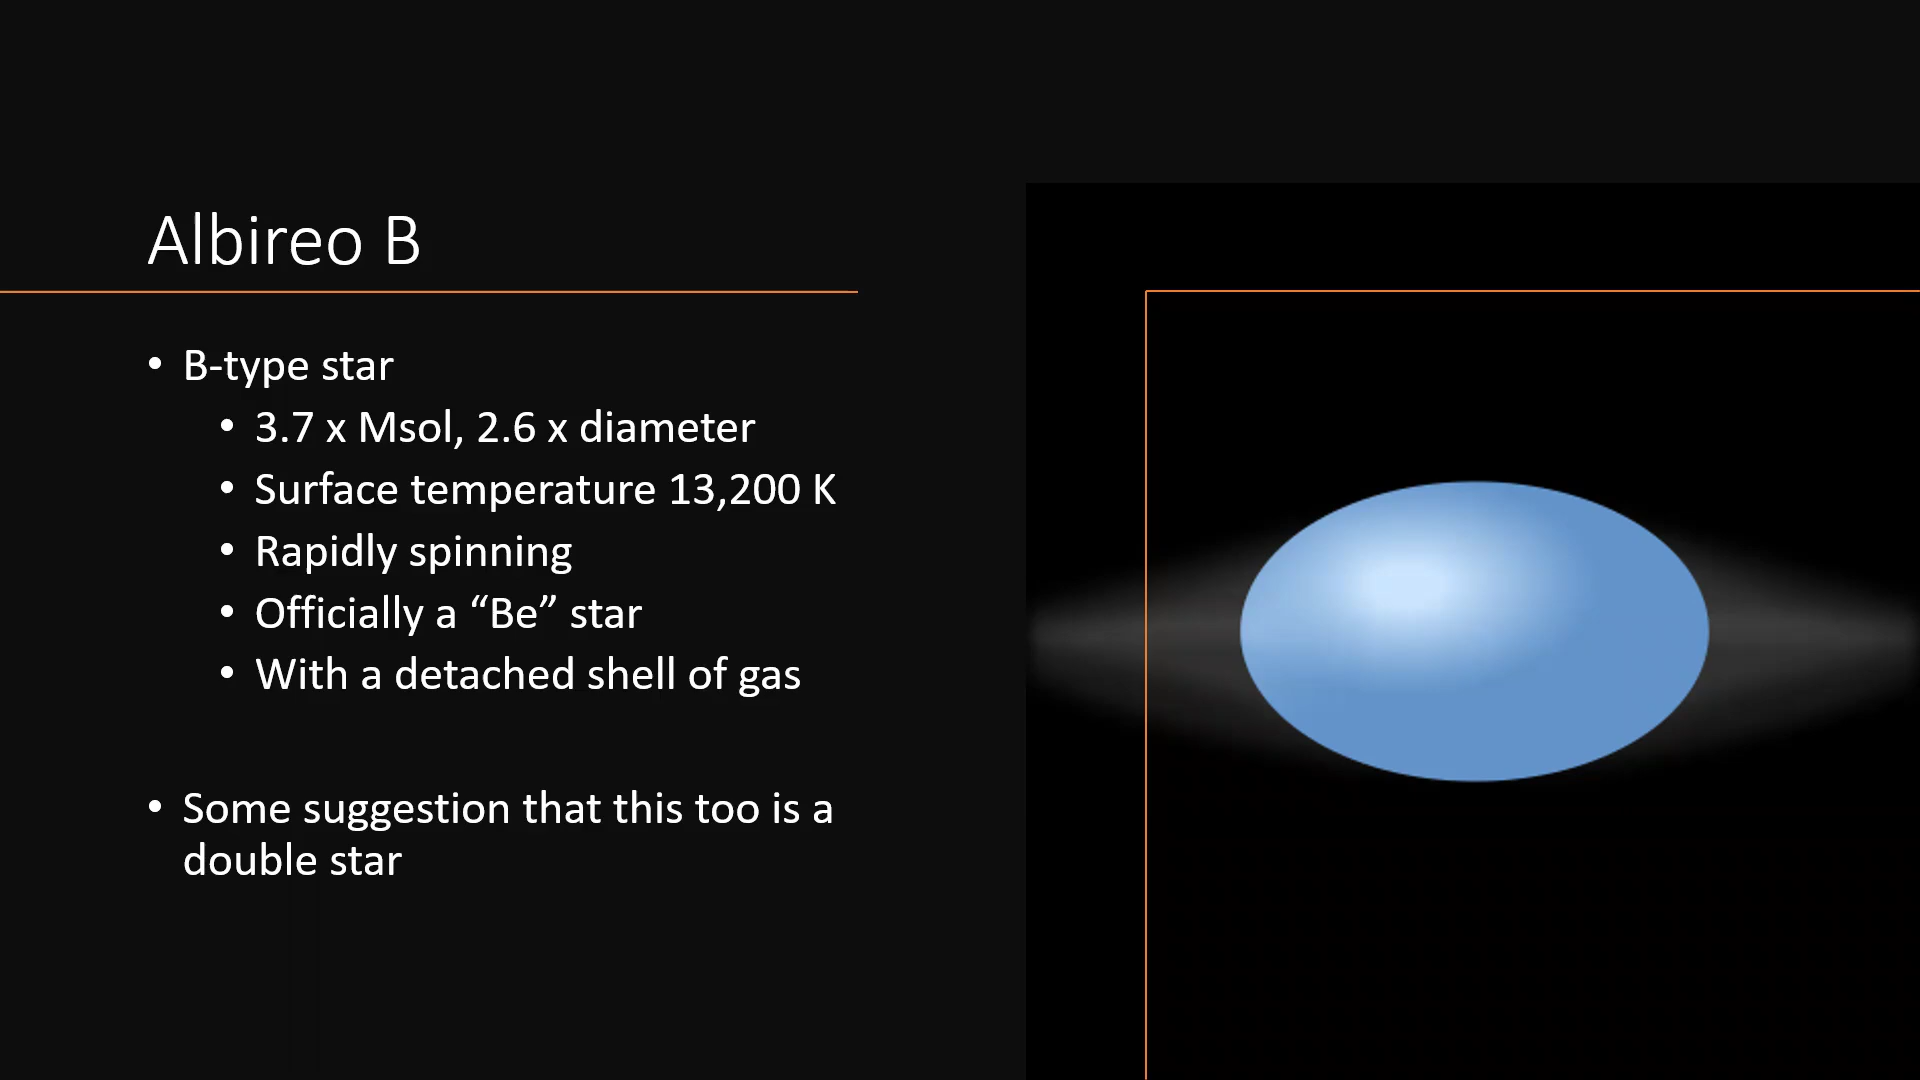 Albireo B
• B-type star
• 3.7 x Msol, 2.6 x diameter
• Surface temperature 13,200 K
• Rapidly spinning
• Officially a “Be” star
• With a detached shell of gas
• Some suggestion that this too is a
double star